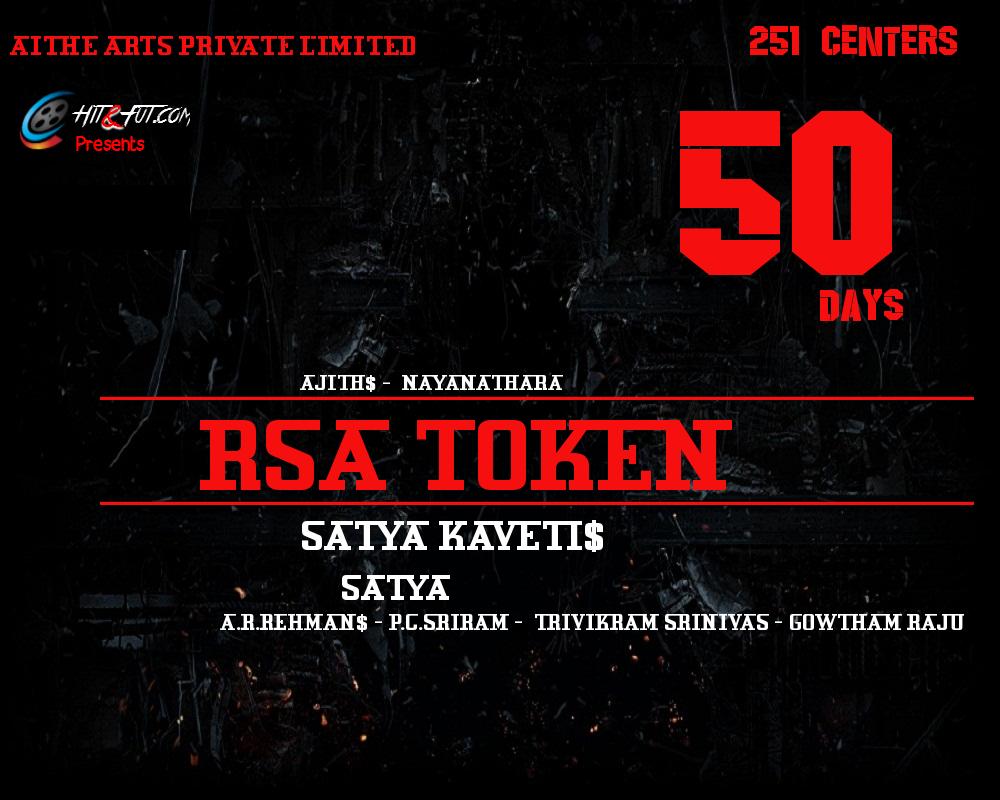 AITHE ARTS PRIVATE LIMITED
251 CENTERS
HIT&FUT.COM
Presents
50
DAYS
AJITH$ - NAYANATHARA
RSA TOKEN
SATYA KAVETI$
SATYA
A.R.REHMAN$ - P.C.SRIRAM - TRIVIKRAM SRINIVAS - GOWTHAM RAJU